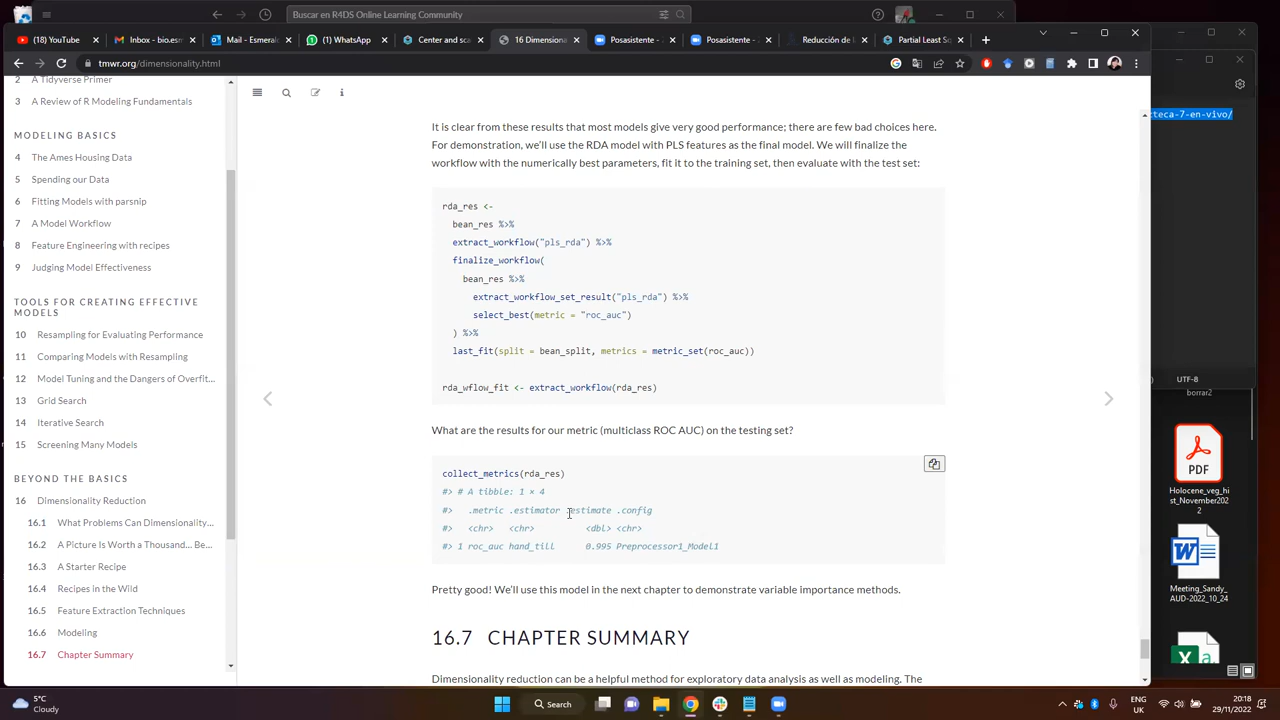 Buscar en R4DS Online Learning Community
(18) YouTube
Inbox - bio.esm
Mail - Esmeral
(1) WhatsApp
Center and sca
16 Dimensiona
Posasistente -
Posasistente -
Reducción de
Partial Least Sq
tmwr.org/dimensionality.html
2 A Tidyverse Primer
3 A Review of R Modeling Fundamentals
MODELING BASICS
4 The Ames Housing Data
5 Spending our Data
6 Fitting Models with parsnip
7 A Model Workflow
8 Feature Engineering with recipes
9 Judging Model Effectiveness
TOOLS FOR CREATING EFFECTIVE
MODELS
10 Resampling for Evaluating Performance
11 Comparing Models with Resampling
12 Model Tuning and the Dangers of Overfit...
13 Grid Search
14 Iterative Search
15 Screening Many Models
BEYOND THE BASICS
16 Dimensionality Reduction
16.1 What Problems Can Dimensionality...
16.2 A Picture Is Worth a Thousand... Be...
16.3 A Starter Recipe
16.4 Recipes in the Wild
16.5 Feature Extraction Techniques
16.6 Modeling
16.7 Chapter Summary
It is clear from these results that most models give very good performance; there are few bad choices here.
For demonstration, we'll use the RDA model with PLS features as the final model. We will finalize the
workflow with the numerically best parameters, fit it to the training set, then evaluate with the test set:
rda_res <-
bean_res %>%
extract_workflow("pls_rda") %>%
finalize_workflow(
bean_res %>%
extract_workflow_set_result("pls_rda") %>%
select_best(metric = "roc_auc")
) %>%
last_fit(split = bean_split, metrics = metric_set(roc_auc))
rda_wflow_fit <- extract_workflow(rda_res)
What are the results for our metric (multiclass ROC AUC) on the testing set?
collect_metrics(rda_res)
#> # A tibble: 1 × 4
#> .metric .estimator .estimate .config
#> <chr> <chr> <dbl> <chr>
#> 1 roc_auc hand_till 0.995 Preprocessor1_Model1
Pretty good! We'll use this model in the next chapter to demonstrate variable importance methods.
16.7 CHAPTER SUMMARY
Dimensionality reduction can be a helpful method for exploratory data analysis as well as modeling. The
cteca-7-en-vivo/
) UTF-8
borrar2
PDF
Holocene_veg_hist_November2022
Meeting_Sandy_AUD-2022_10_24
5°C
Cloudy
Search
ENG
UK
20:18
29/11/2022